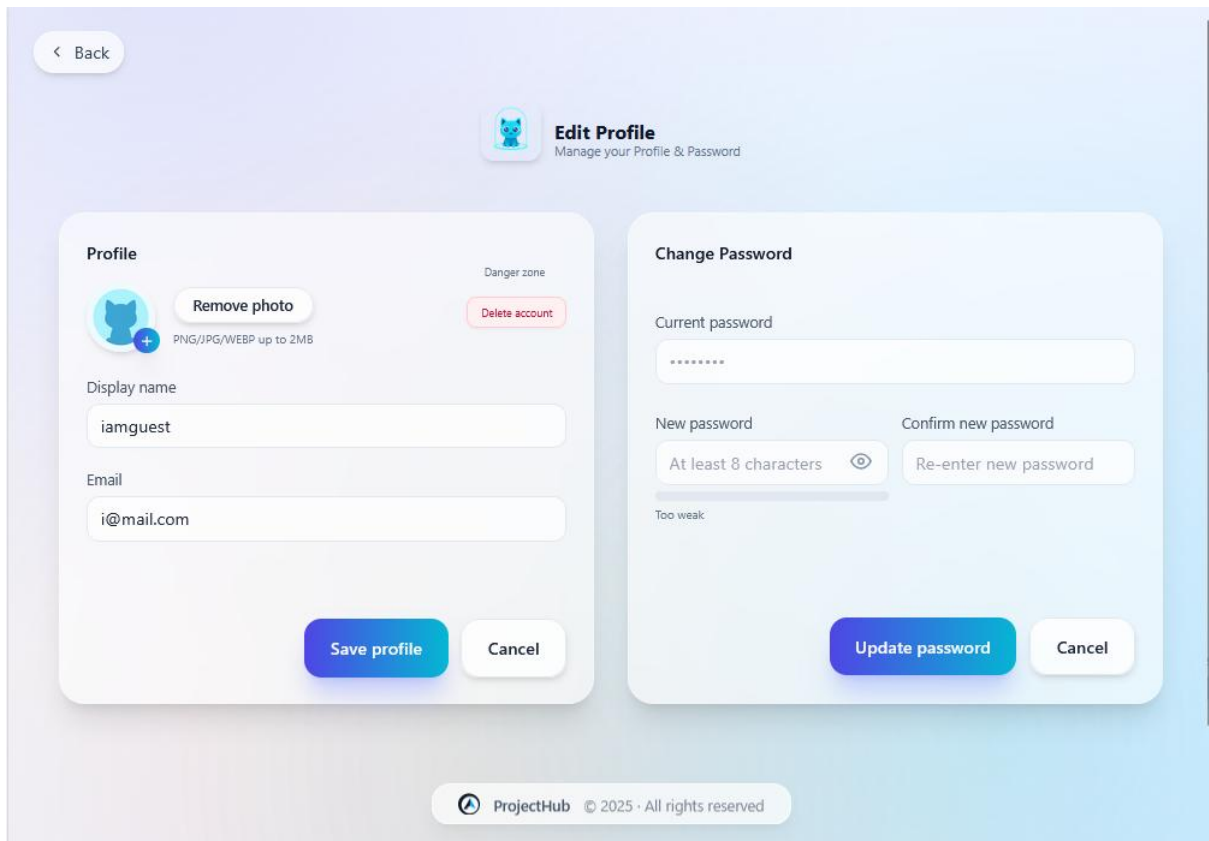 Back
Edit Profile
Manage your Profile & Password
Profile
Danger zone
Remove photo
Delete account
+
PNG/JPG/WEBP up to 2MB
Display name
iamguest
Email
i@mail.com
Save profile
Cancel
Change Password
Current password
••••••••
New password
Confirm new password
At least 8 characters
Re-enter new password
Too weak
Update password
Cancel
ProjectHub © 2025 · All rights reserved